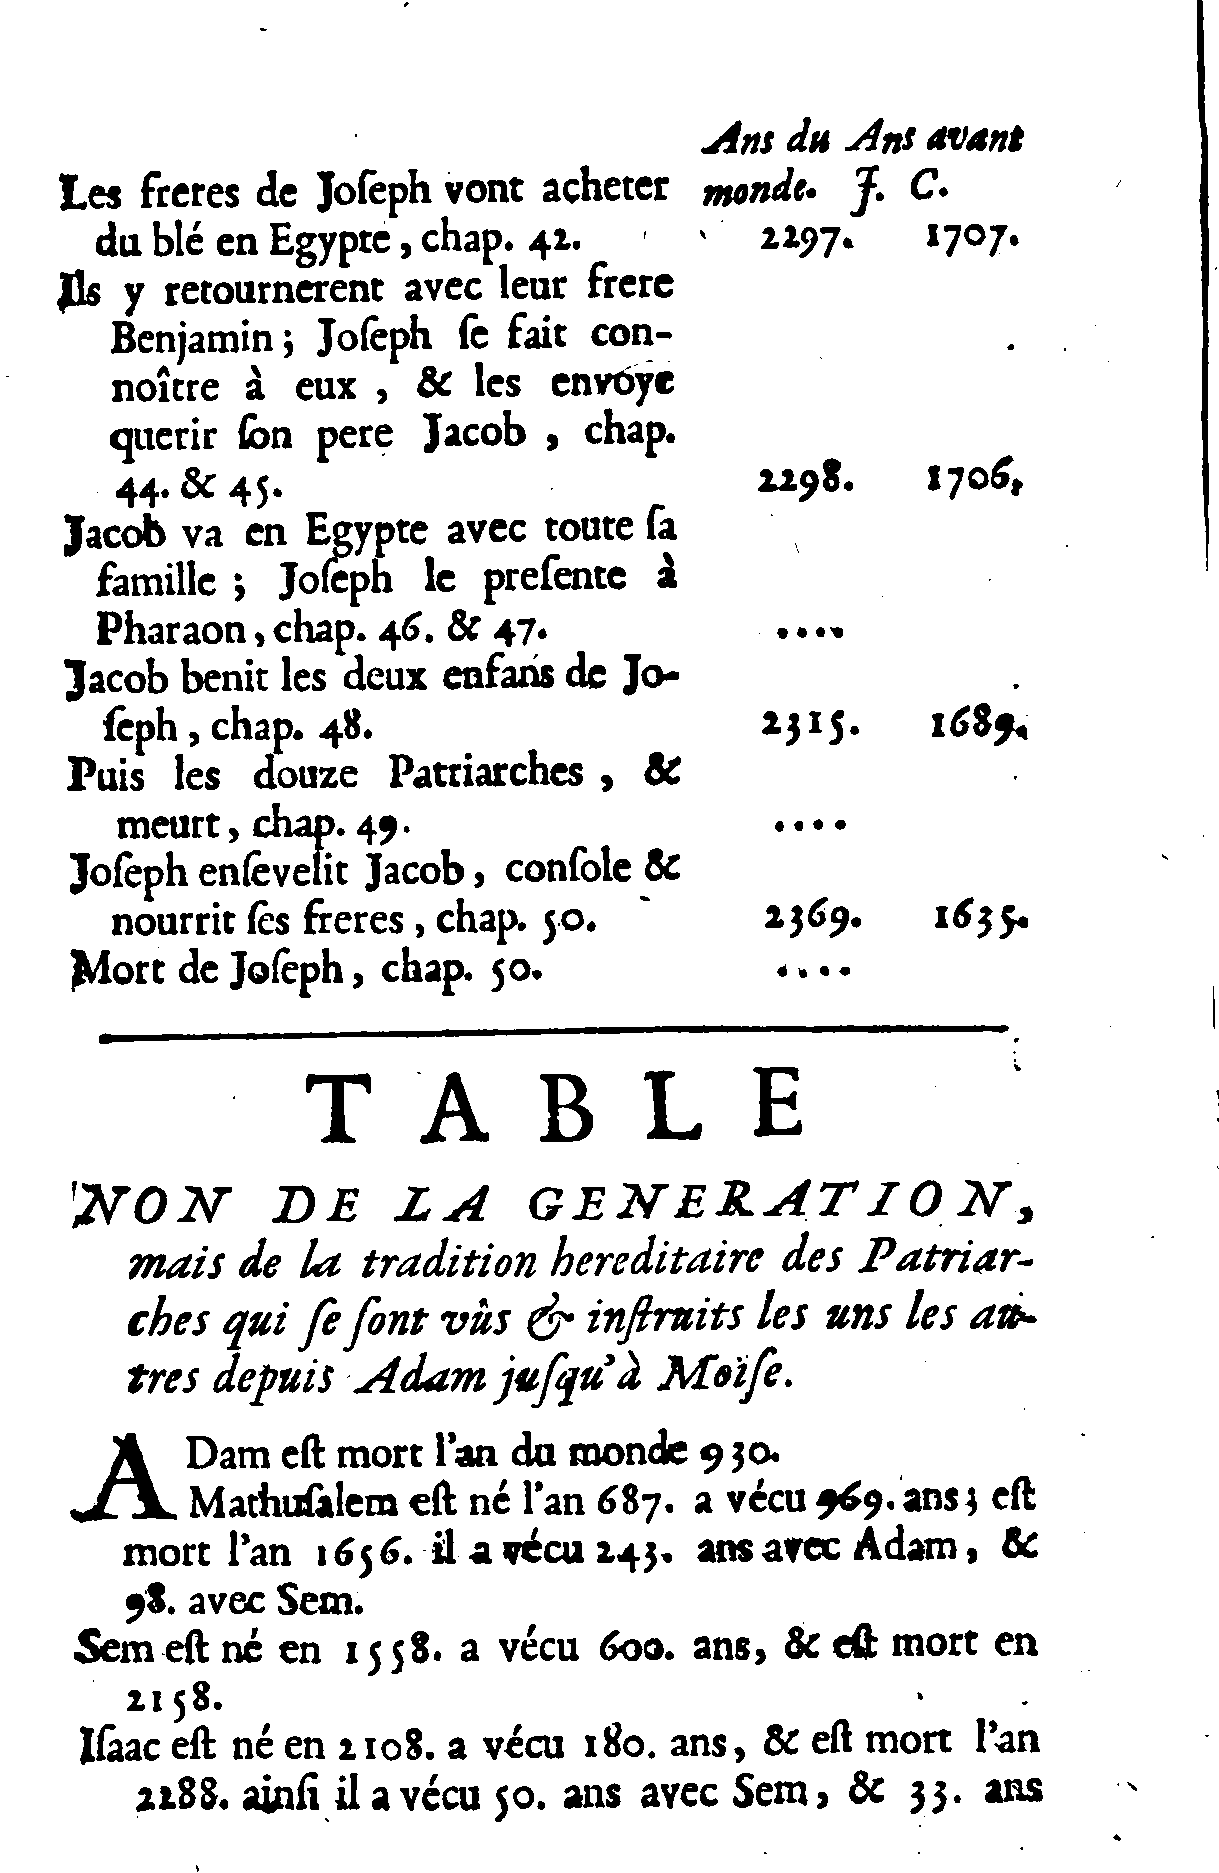 Ans du Ans avant
Les freres de Joſeph vont acheter monde. J. C.
du blé en Egypte, chap. 42. 2297. 1707.
Ils y retournerent avec leur frere
Benjamin; Joſeph ſe fait con-
noître à eux, & les envoye
querir ſon pere Jacob, chap.
44. & 45. 2298. 1706.
Jacob va en Egypte avec toute ſa
famille; Joſeph le preſente à
Pharaon, chap. 46. & 47. ....
Jacob benit les deux enfans de Jo-
ſeph, chap. 48. 2315. 1689.
Puis les douze Patriarches, &
meurt, chap. 49. ....
Joſeph enſevelit Jacob, conſole &
nourrit ſes freres, chap. 50. 2369. 1635.
Mort de Joſeph, chap. 50. ....
TABLE
NON DE LA GENERATION,
mais de la tradition hereditaire des Patriar-
ches qui ſe ſont vûs & inſtruits les uns les au-
tres depuis Adam juſqu'à Moïſe.
ADam eſt mort l'an du monde 930.
Mathuſalem eſt né l'an 687. a vécu 969. ans; eſt
mort l'an 1656. il a vécu 243. ans avec Adam, &
98. avec Sem.
Sem eſt né en 1558. a vécu 600. ans, & eſt mort en
2158.
Iſaac eſt né en 2108. a vécu 180. ans, & eſt mort l'an
2288. ainſi il a vécu 50. ans avec Sem, & 33. ans